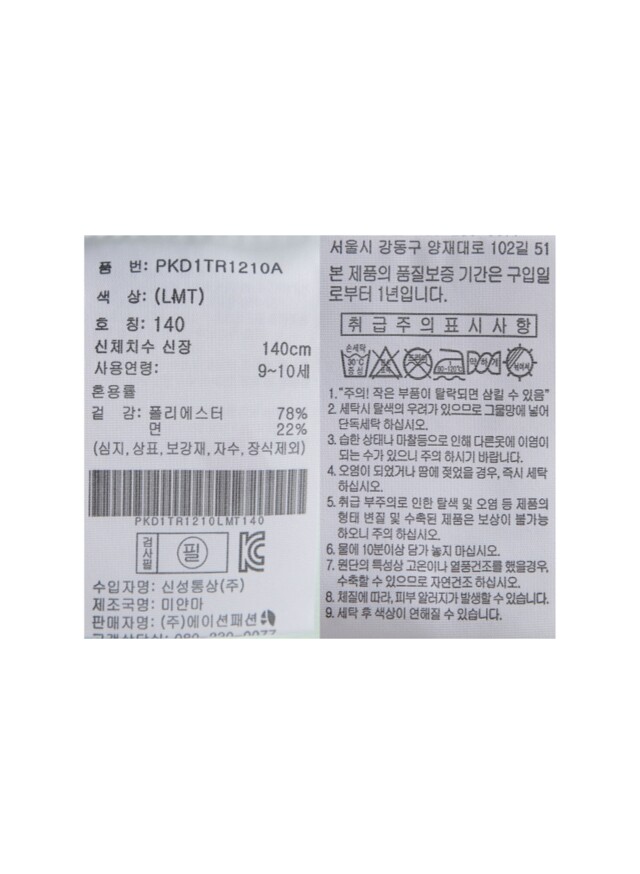 품 번: PKD1TR1210A
색 상: (LMT)
호 칭: 140
신체치수 신장 140cm
사용연령: 9~10세
혼용률
겉 감: 폴리에스터 78%
면 22%
(심지, 상표, 보강재, 자수, 장식제외)
PKD1TR1210LMT140
검사필 필 KC
수입자명: 신성통상(주)
제조국명: 미얀마
판매자명: (주)에이션패션
고객상담실: 080-230-0077
서울시 강동구 양재대로 102길 51
본 제품의 품질보증 기간은 구입일
로부터 1년입니다.
취급주의표시사항
손세탁
30℃
중성
1. "주의! 작은 부품이 탈락되면 삼킬 수 있음"
2. 세탁시 탈색의 우려가 있으므로 그물망에 넣어
단독세탁 하십시오.
3. 습한 상태나 마찰등으로 인해 다른옷에 이염이
되는 수가 있으니 주의 하시기 바랍니다.
4. 오염이 되었거나 땀에 젖었을 경우, 즉시 세탁
하십시오.
5. 취급 부주의로 인한 탈색 및 오염 등 제품의
형태 변질 및 수축된 제품은 보상이 불가능
하오니 주의 하십시오.
6. 물에 10분이상 담가 놓지 마십시오.
7. 원단의 특성상 고온이나 열풍건조를 했을경우,
수축할 수 있으므로 자연건조 하십시오.
8. 체질에 따라, 피부 알러지가 발생할 수 있습니다.
9. 세탁 후 색상이 연해질 수 있습니다.